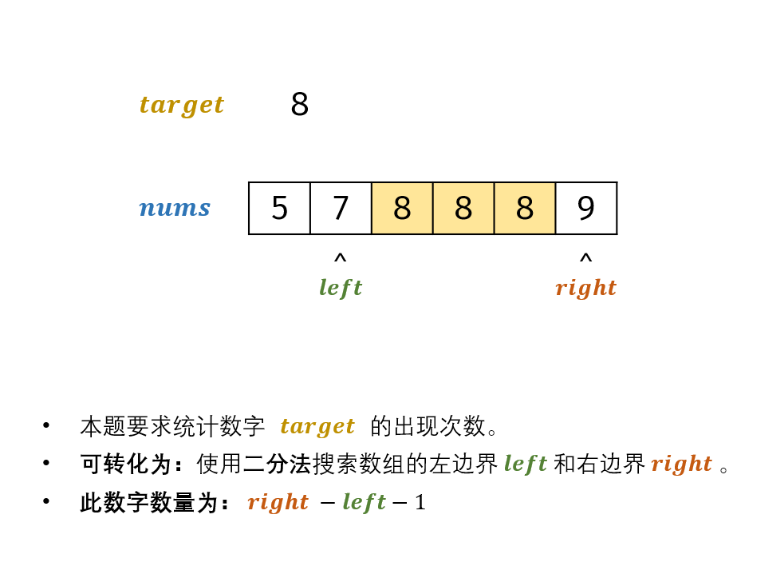 target 8
nums 5 7 8 8 8 9
^ ^
left right
• 本题要求统计数字 target 的出现次数。
• 可转化为：使用二分法搜索数组的左边界 left 和右边界 right 。
• 此数字数量为： right − left − 1